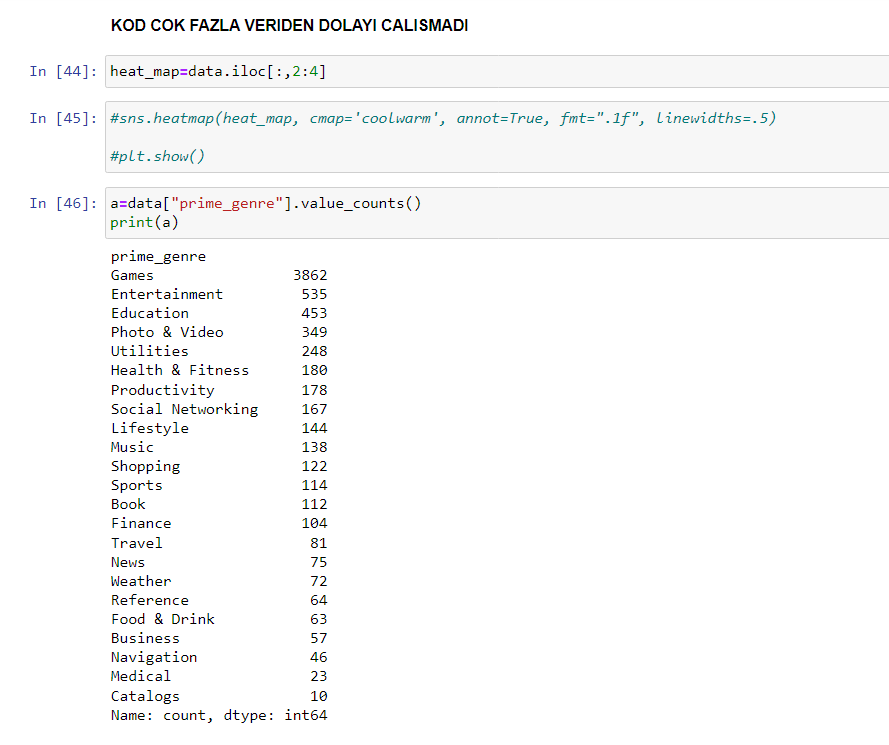 KOD COK FAZLA VERIDEN DOLAYI CALISMADI
In [44]: heat_map=data.iloc[:,2:4]
In [45]: #sns.heatmap(heat_map, cmap='coolwarm', annot=True, fmt=".1f", linewidths=.5)
#plt.show()
In [46]: a=data["prime_genre"].value_counts()
print(a)
prime_genre
Games 3862
Entertainment 535
Education 453
Photo & Video 349
Utilities 248
Health & Fitness 180
Productivity 178
Social Networking 167
Lifestyle 144
Music 138
Shopping 122
Sports 114
Book 112
Finance 104
Travel 81
News 75
Weather 72
Reference 64
Food & Drink 63
Business 57
Navigation 46
Medical 23
Catalogs 10
Name: count, dtype: int64